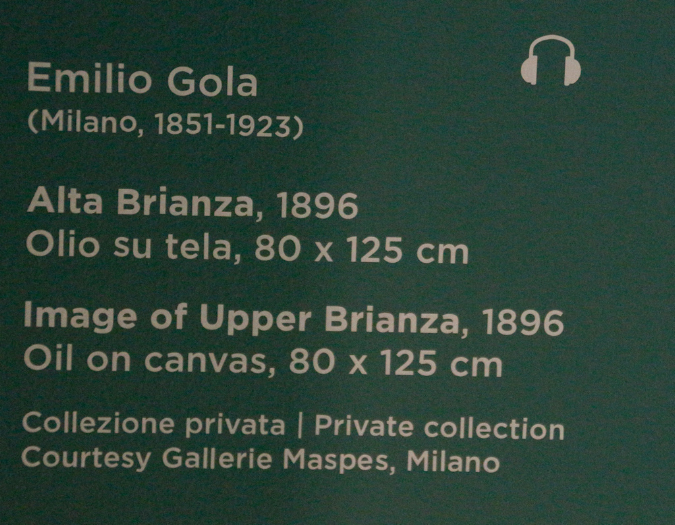 Emilio Gola
(Milano, 1851-1923)
Alta Brianza, 1896
Olio su tela, 80 x 125 cm
Image of Upper Brianza, 1896
Oil on canvas, 80 x 125 cm
Collezione privata | Private collection
Courtesy Gallerie Maspes, Milano